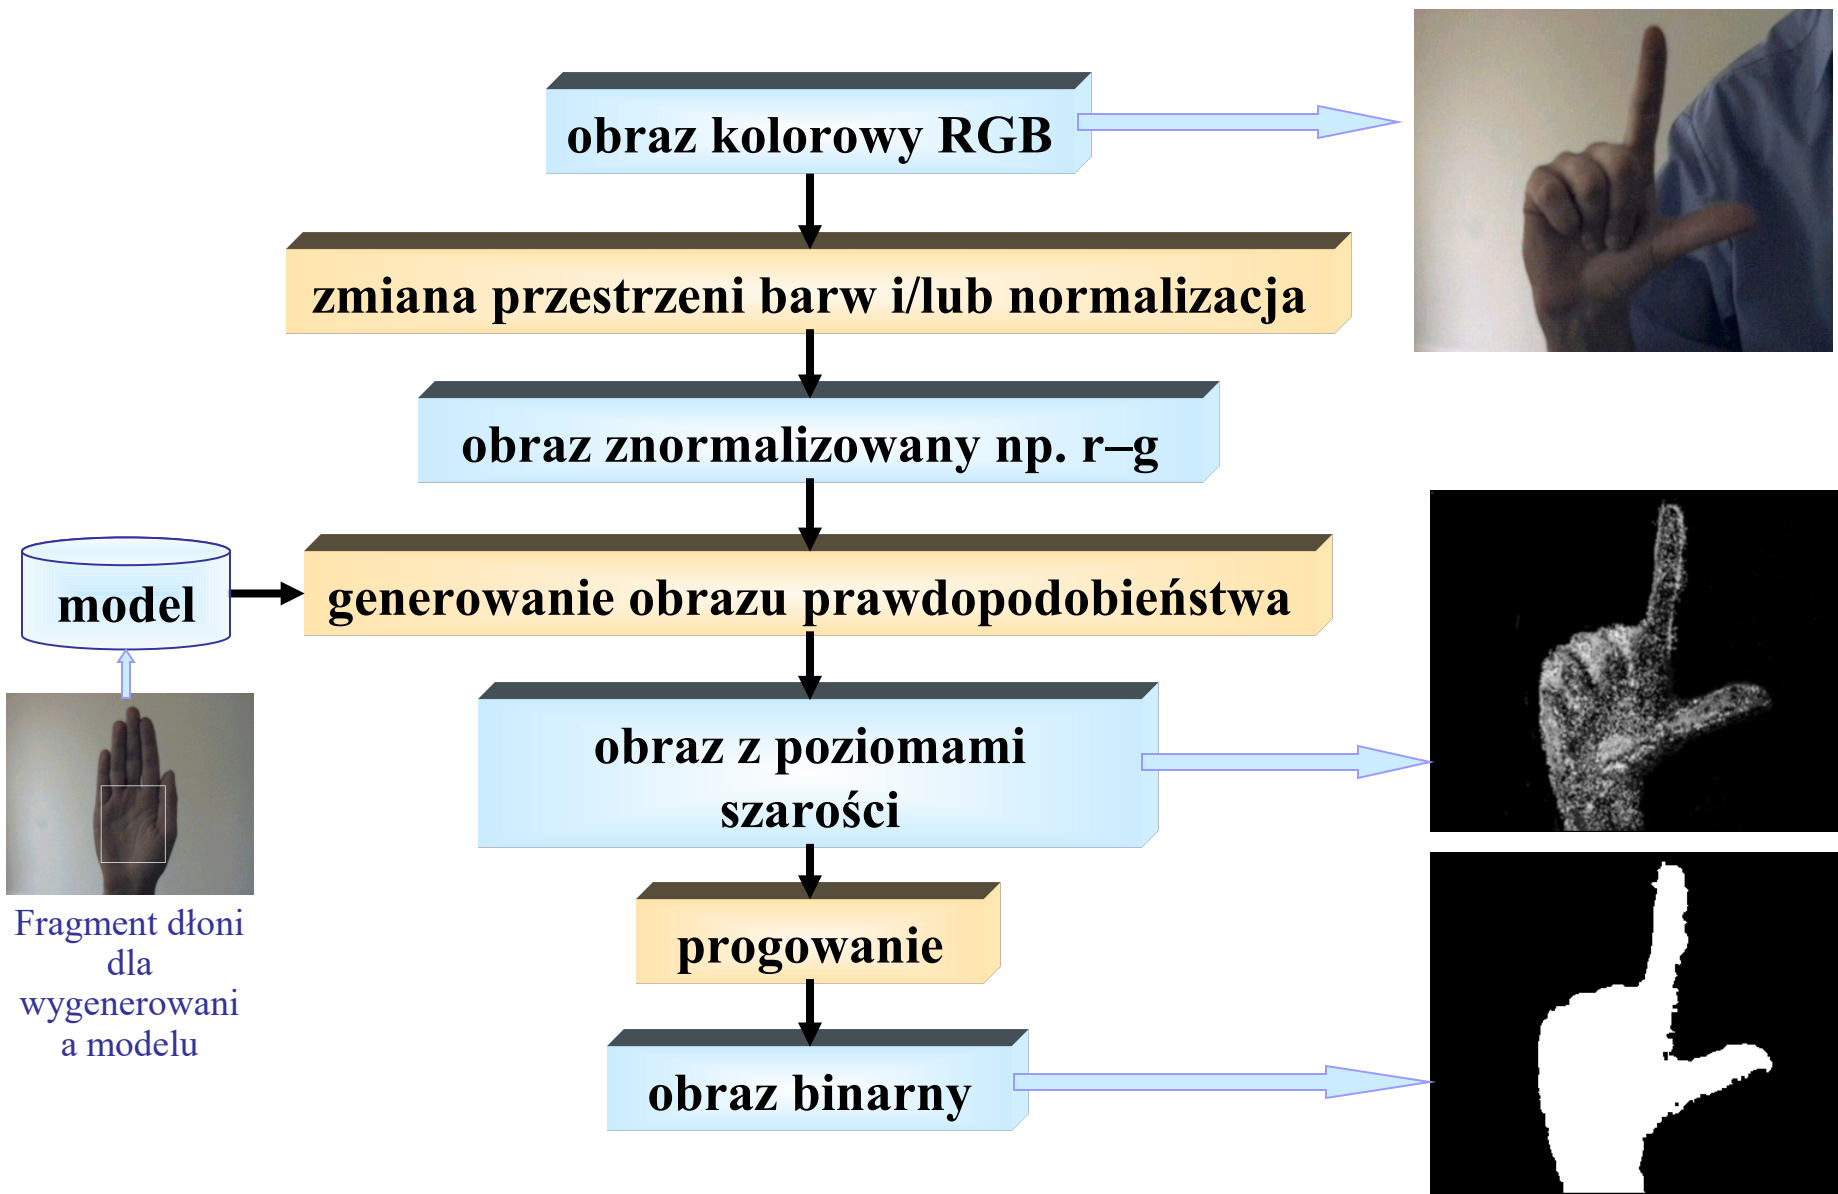 obraz kolorowy RGB
zmiana przestrzeni barw i/lub normalizacja
obraz znormalizowany np. r–g
model
generowanie obrazu prawdopodobieństwa
obraz z poziomami
szarości
progowanie
obraz binarny
Fragment dłoni
dla
wygenerowani
a modelu